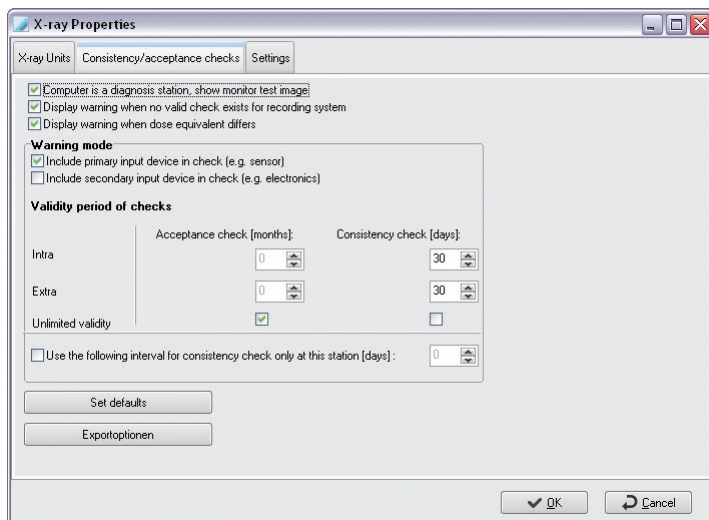 X-ray Properties
X-ray Units Consistency/acceptance checks Settings
Computer is a diagnosis station, show monitor test image
Display warning when no valid check exists for recording system
Display warning when dose equivalent differs
Warning mode
Include primary input device in check (e.g. sensor)
Include secondary input device in check (e.g. electronics)
Validity period of checks
Acceptance check [months]: Consistency check [days]:
Intra 0 30
Extra 0 30
Unlimited validity
Use the following interval for consistency check only at this station [days] : 0
Set defaults
Exportoptionen
OK Cancel